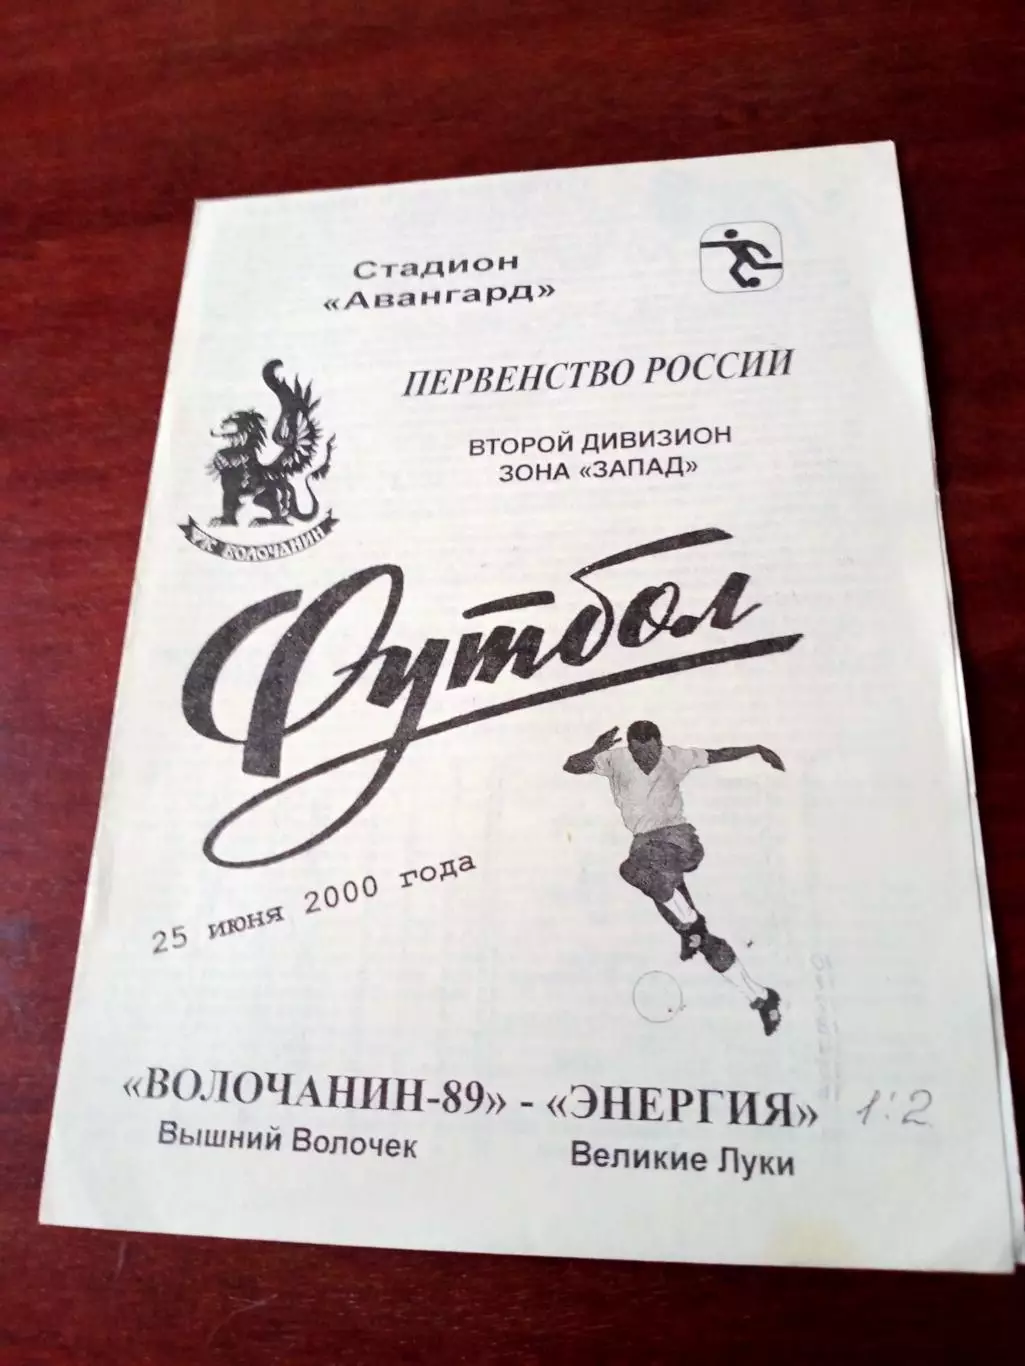 Стадион
«Авангард»
ПЕРВЕНСТВО РОССИИ
ВТОРОЙ ДИВИЗИОН
ЗОНА «ЗАПАД»
ФК ВОЛОЧАНИН
Футбол
25 июня 2000 года
«ВОЛОЧАНИН-89» - «ЭНЕРГИЯ» 1:2
Вышний Волочек Великие Луки